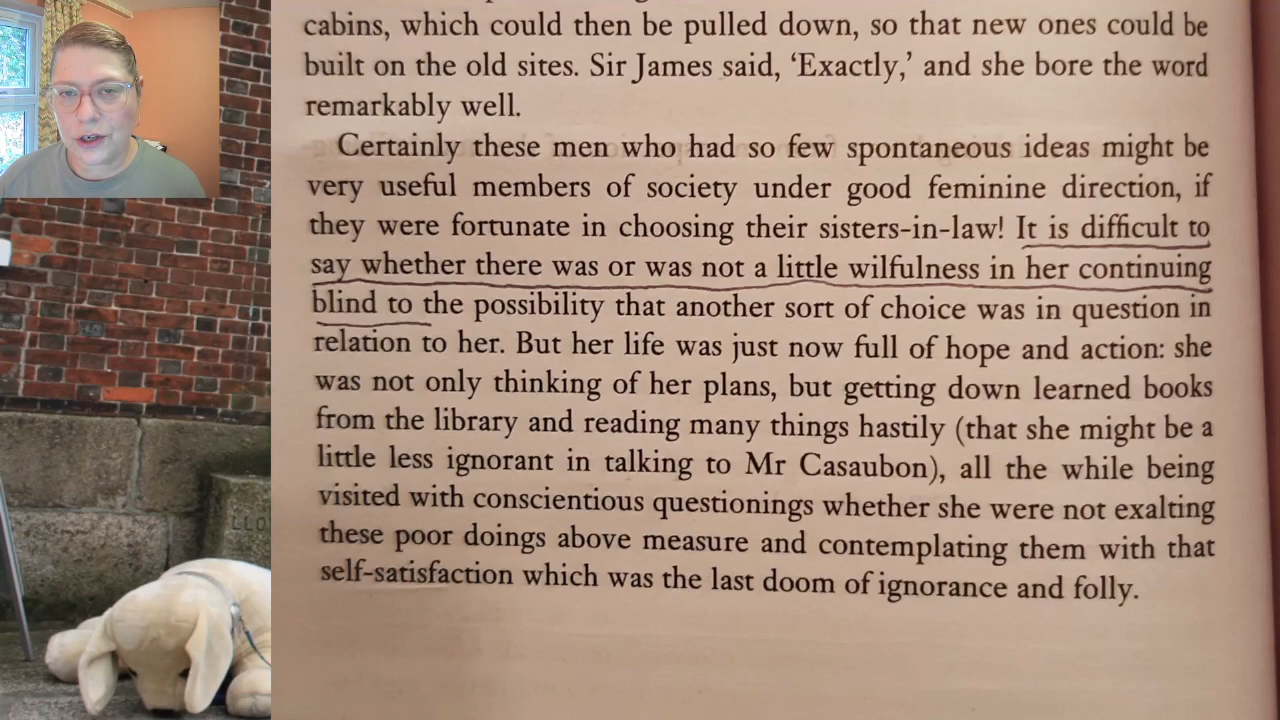 cabins, which could then be pulled down, so that new ones could be
built on the old sites. Sir James said, ‘Exactly,’ and she bore the word
remarkably well.
Certainly these men who had so few spontaneous ideas might be
very useful members of society under good feminine direction, if
they were fortunate in choosing their sisters-in-law! It is difficult to
say whether there was or was not a little wilfulness in her continuing
blind to the possibility that another sort of choice was in question in
relation to her. But her life was just now full of hope and action: she
was not only thinking of her plans, but getting down learned books
from the library and reading many things hastily (that she might be a
little less ignorant in talking to Mr Casaubon), all the while being
visited with conscientious questionings whether she were not exalting
these poor doings above measure and contemplating them with that
self-satisfaction which was the last doom of ignorance and folly.